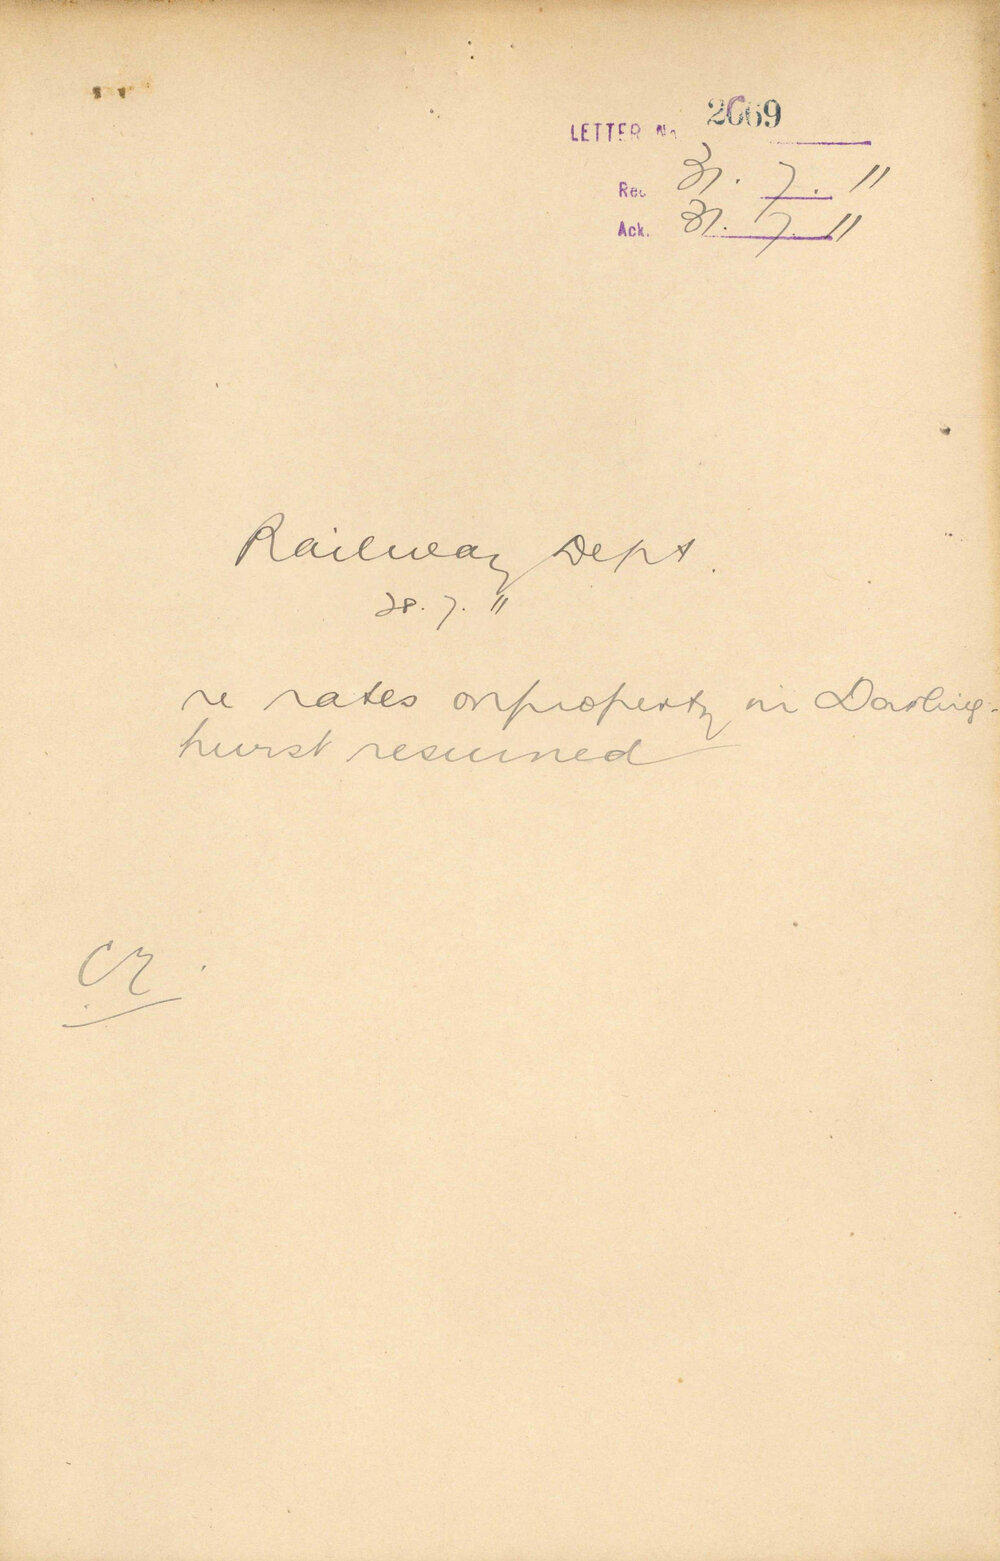 LETTER No. 2669
Rec. 31. 7. 11
Ack. 31. 7. 11
Railway Dept.
28. 7. 11
re rates on property in Darling-
hurst resumed